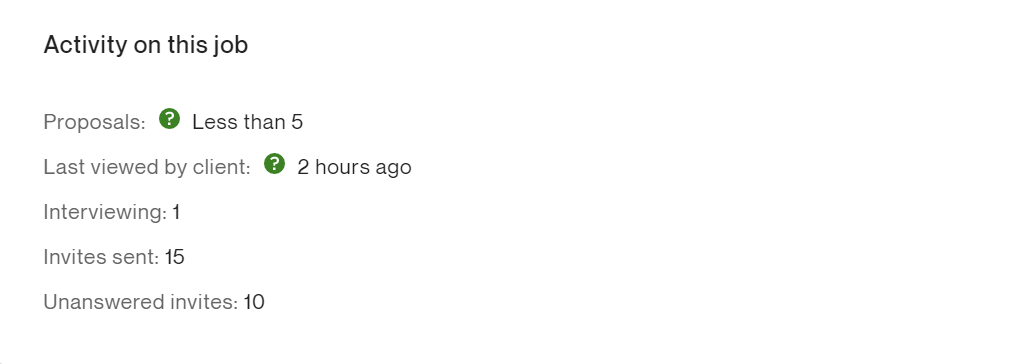 Activity on this job
Proposals: ? Less than 5
Last viewed by client: ? 2 hours ago
Interviewing: 1
Invites sent: 15
Unanswered invites: 10